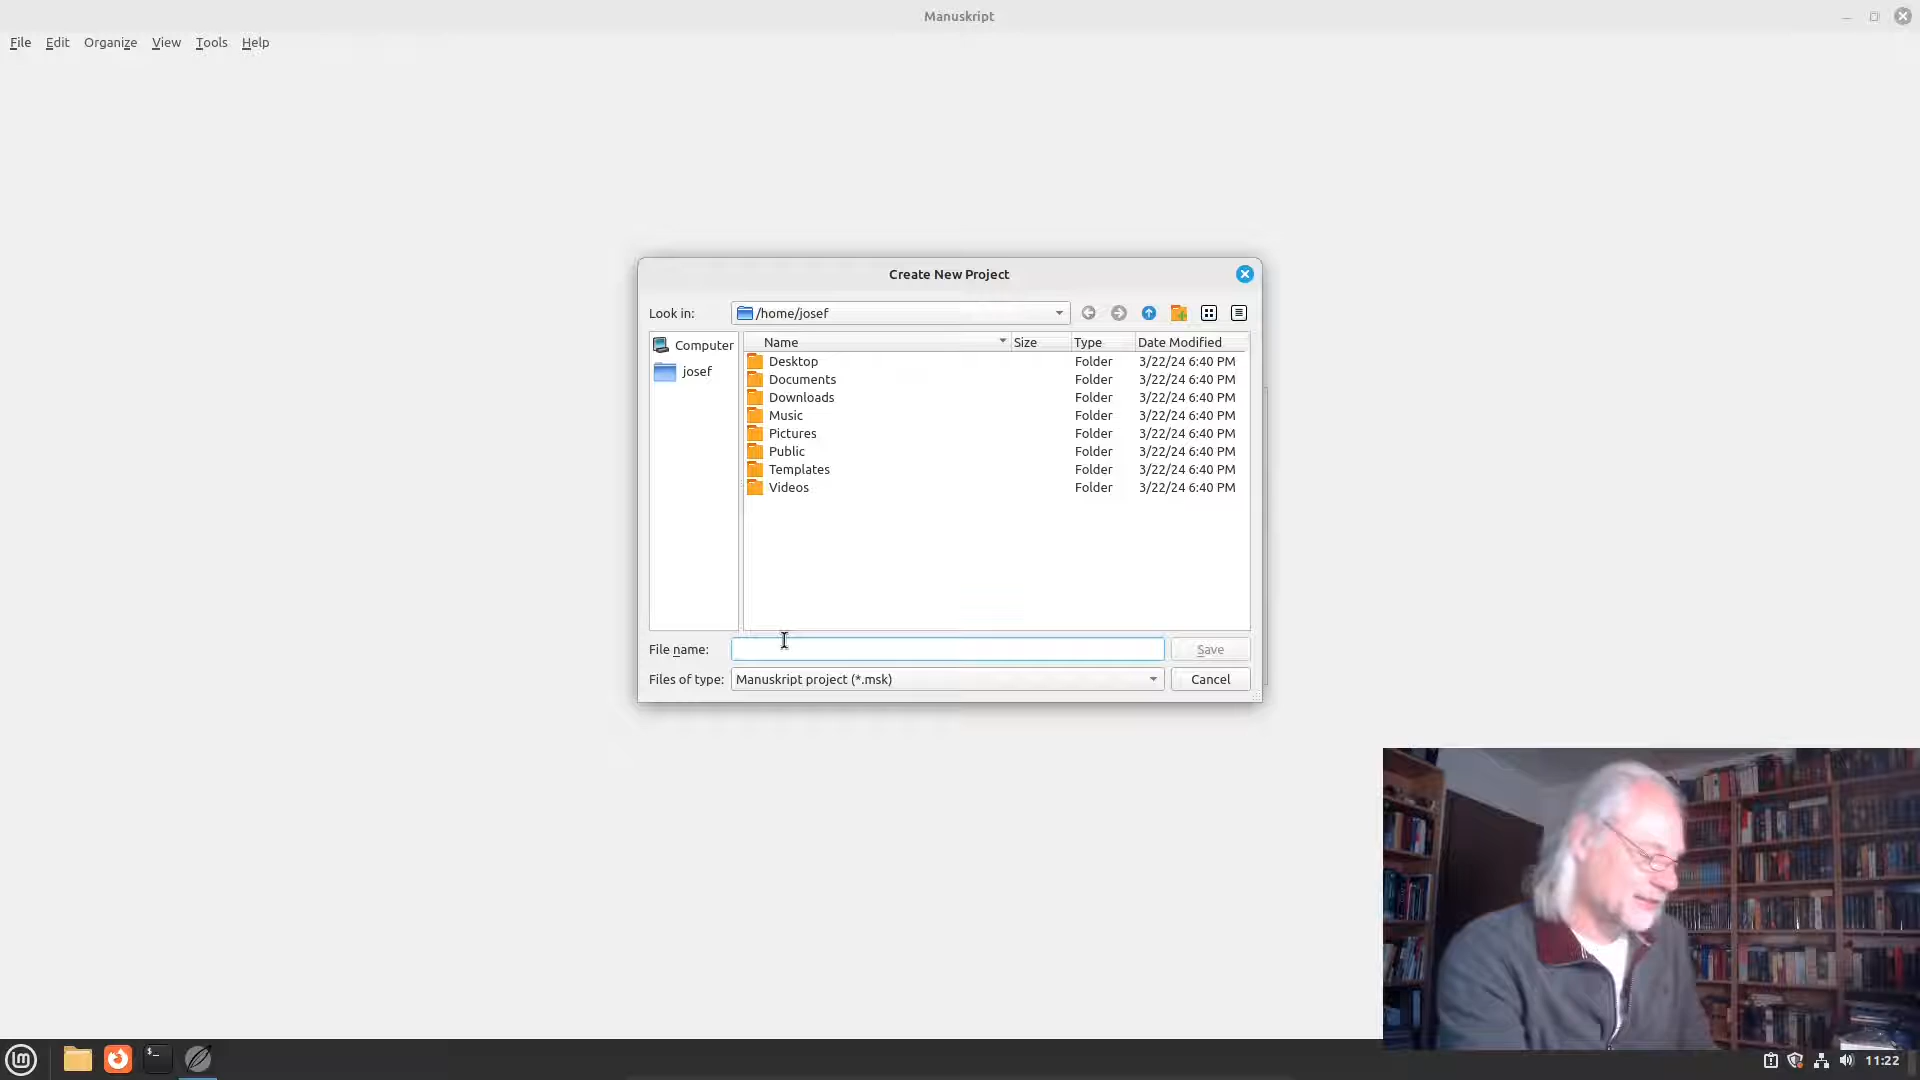 Manuskript
File Edit Organize View Tools Help
Create New Project
Look in: /home/josef
Computer
josef
Name Size Type Date Modified
Desktop Folder 3/22/24 6:40 PM
Documents Folder 3/22/24 6:40 PM
Downloads Folder 3/22/24 6:40 PM
Music Folder 3/22/24 6:40 PM
Pictures Folder 3/22/24 6:40 PM
Public Folder 3/22/24 6:40 PM
Templates Folder 3/22/24 6:40 PM
Videos Folder 3/22/24 6:40 PM
File name: Save
Files of type: Manuskript project (*.msk) Cancel
11:22